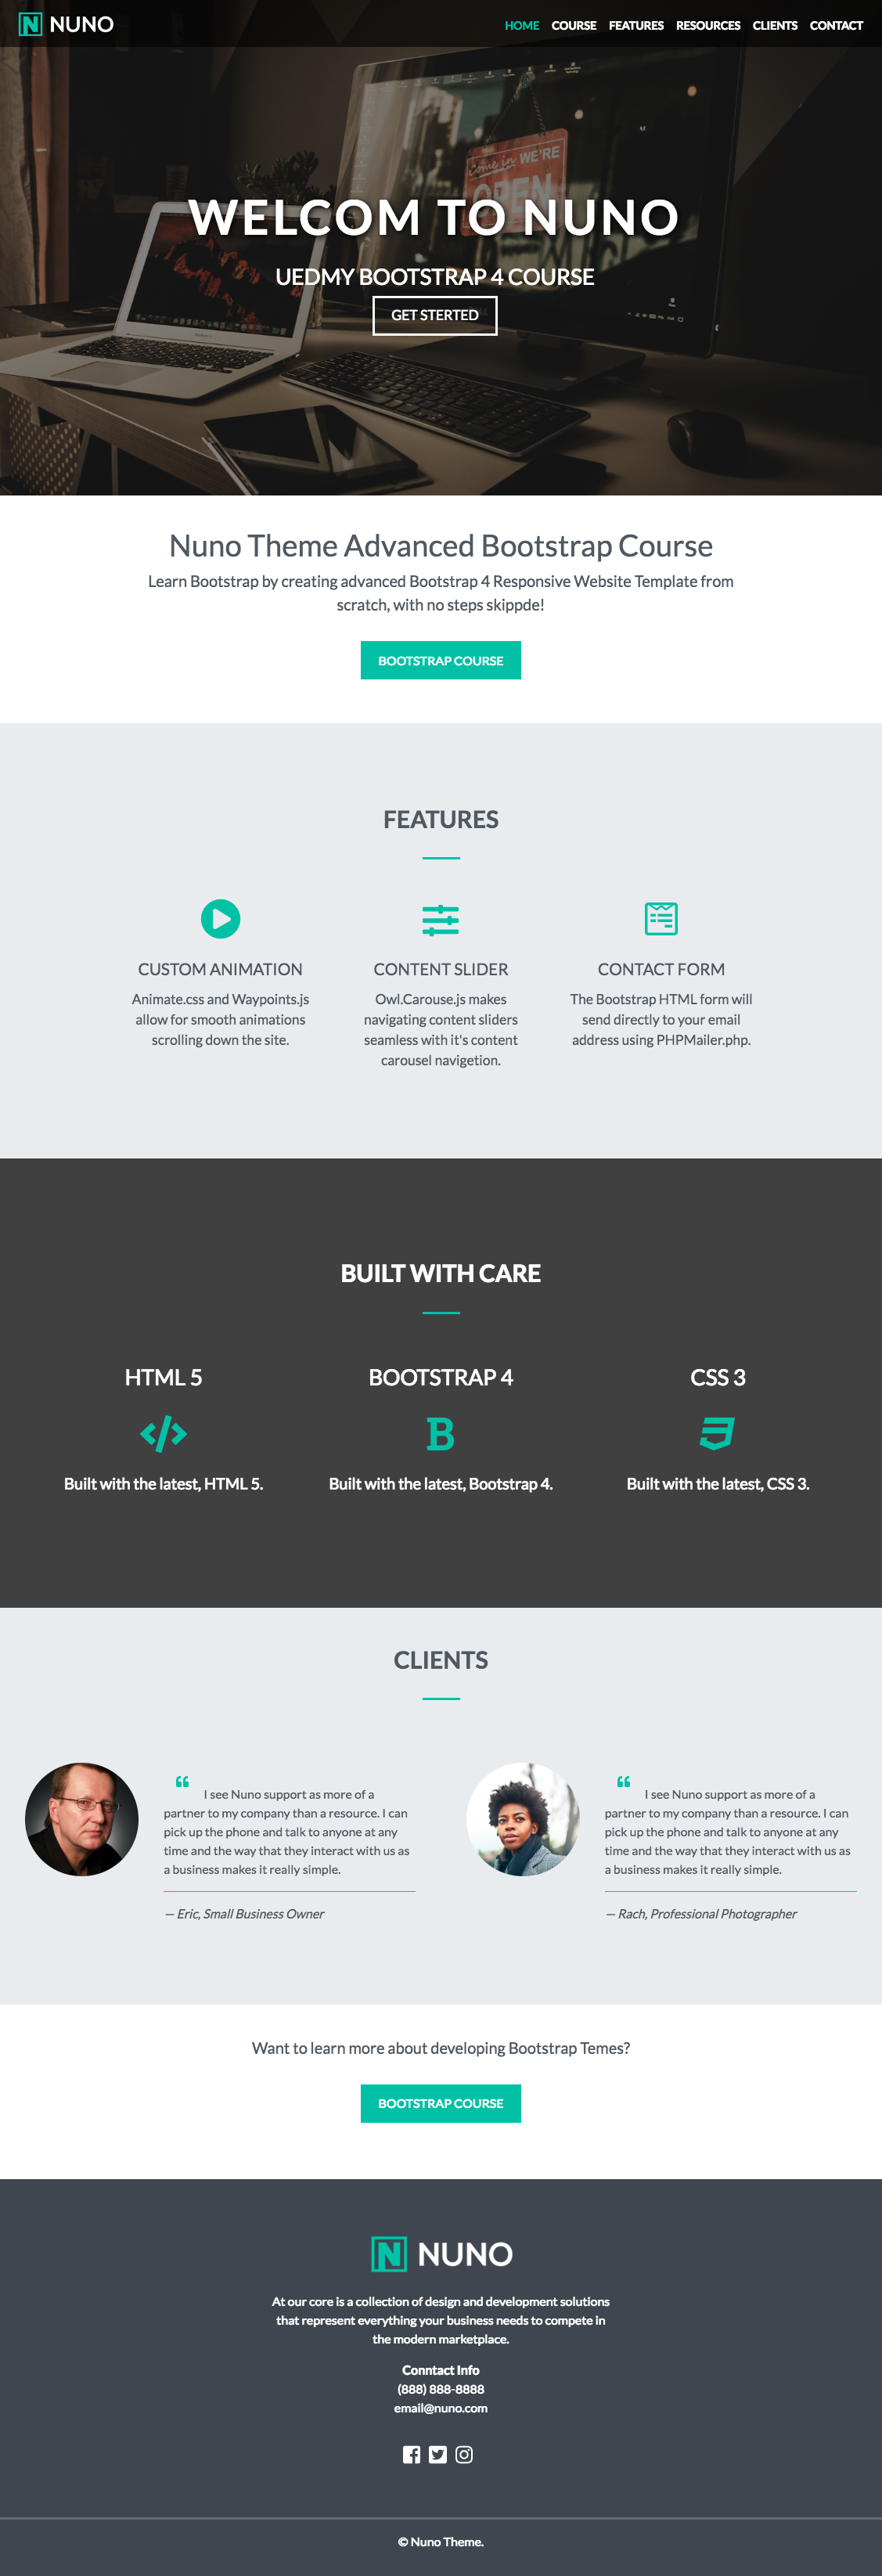 NUNO
HOME COURSE FEATURES RESOURCES CLIENTS CONTACT
Come in WE'RE
OPEN
WELCOM TO NUNO
UEDMY BOOTSTRAP 4 COURSE
GET STERTED
Nuno Theme Advanced Bootstrap Course
Learn Bootstrap by creating advanced Bootstrap 4 Responsive Website Template from
scratch, with no steps skippde!
BOOTSTRAP COURSE
FEATURES
CUSTOM ANIMATION
Animate.css and Waypoints.js
allow for smooth animations
scrolling down the site.
CONTENT SLIDER
Owl.Carouse.js makes
navigating content sliders
seamless with it's content
carousel navigetion.
CONTACT FORM
The Bootstrap HTML form will
send directly to your email
address using PHPMailer.php.
BUILT WITH CARE
HTML 5
Built with the latest, HTML 5.
BOOTSTRAP 4
B
Built with the latest, Bootstrap 4.
CSS 3
Built with the latest, CSS 3.
CLIENTS
“ I see Nuno support as more of a
partner to my company than a resource. I can
pick up the phone and talk to anyone at any
time and the way that they interact with us as
a business makes it really simple.
— Eric, Small Business Owner
“ I see Nuno support as more of a
partner to my company than a resource. I can
pick up the phone and talk to anyone at any
time and the way that they interact with us as
a business makes it really simple.
— Rach, Professional Photographer
Want to learn more about developing Bootstrap Temes?
BOOTSTRAP COURSE
N NUNO
At our core is a collection of design and development solutions
that represent everything your business needs to compete in
the modern marketplace.
Conntact Info
(888) 888-8888
email@nuno.com
© Nuno Theme.